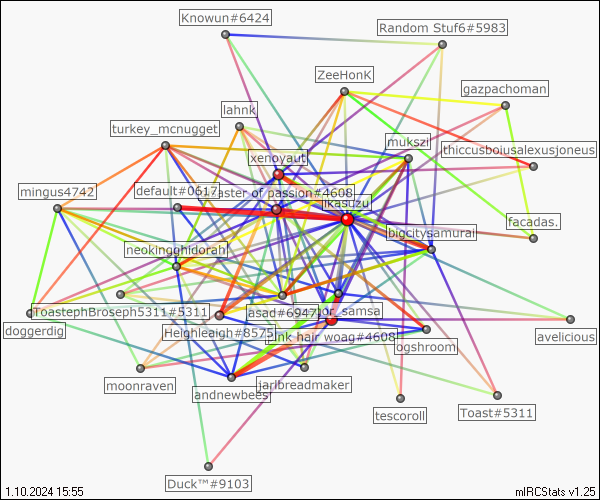 Knowun#6424
Random Stuf6#5983
ZeeHonK
gazpachoman
lahnk
turkey_mcnugget
mukszi
thiccusboiusalexusjoneus
xenoyaut
mingus4742
default#0617
aster of passion#4608
jikasuzu
facadas.
bigcitysamurai
neokingghidorah
ToastephBroseph5311#5311
asad#6947
or_samsa
doggerdig
Heighleaigh#8575
ink hair woag#4608
avelicious
ogshroom
moonraven
andnewbees
jarlbreadmaker
tescoroll
Toast#5311
Duck™#9103
1.10.2024 15:55
mIRCStats v1.25